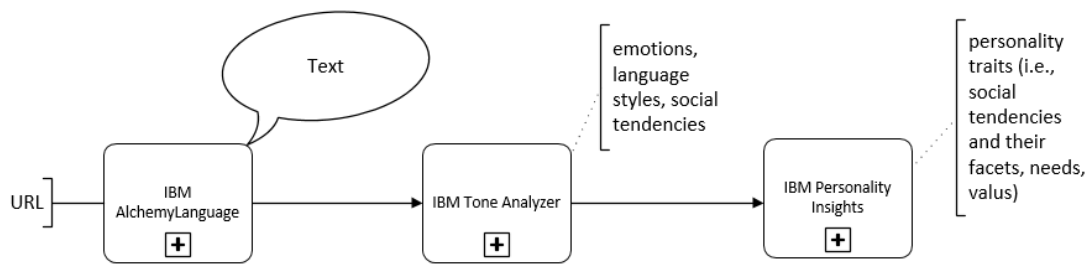 Text
emotions,
language
styles, social
tendencies
personality
traits (i.e.,
social
tendencies
and their
facets, needs,
valus)
URL
IBM
AlchemyLanguage
IBM Tone Analyzer
IBM Personality
Insights